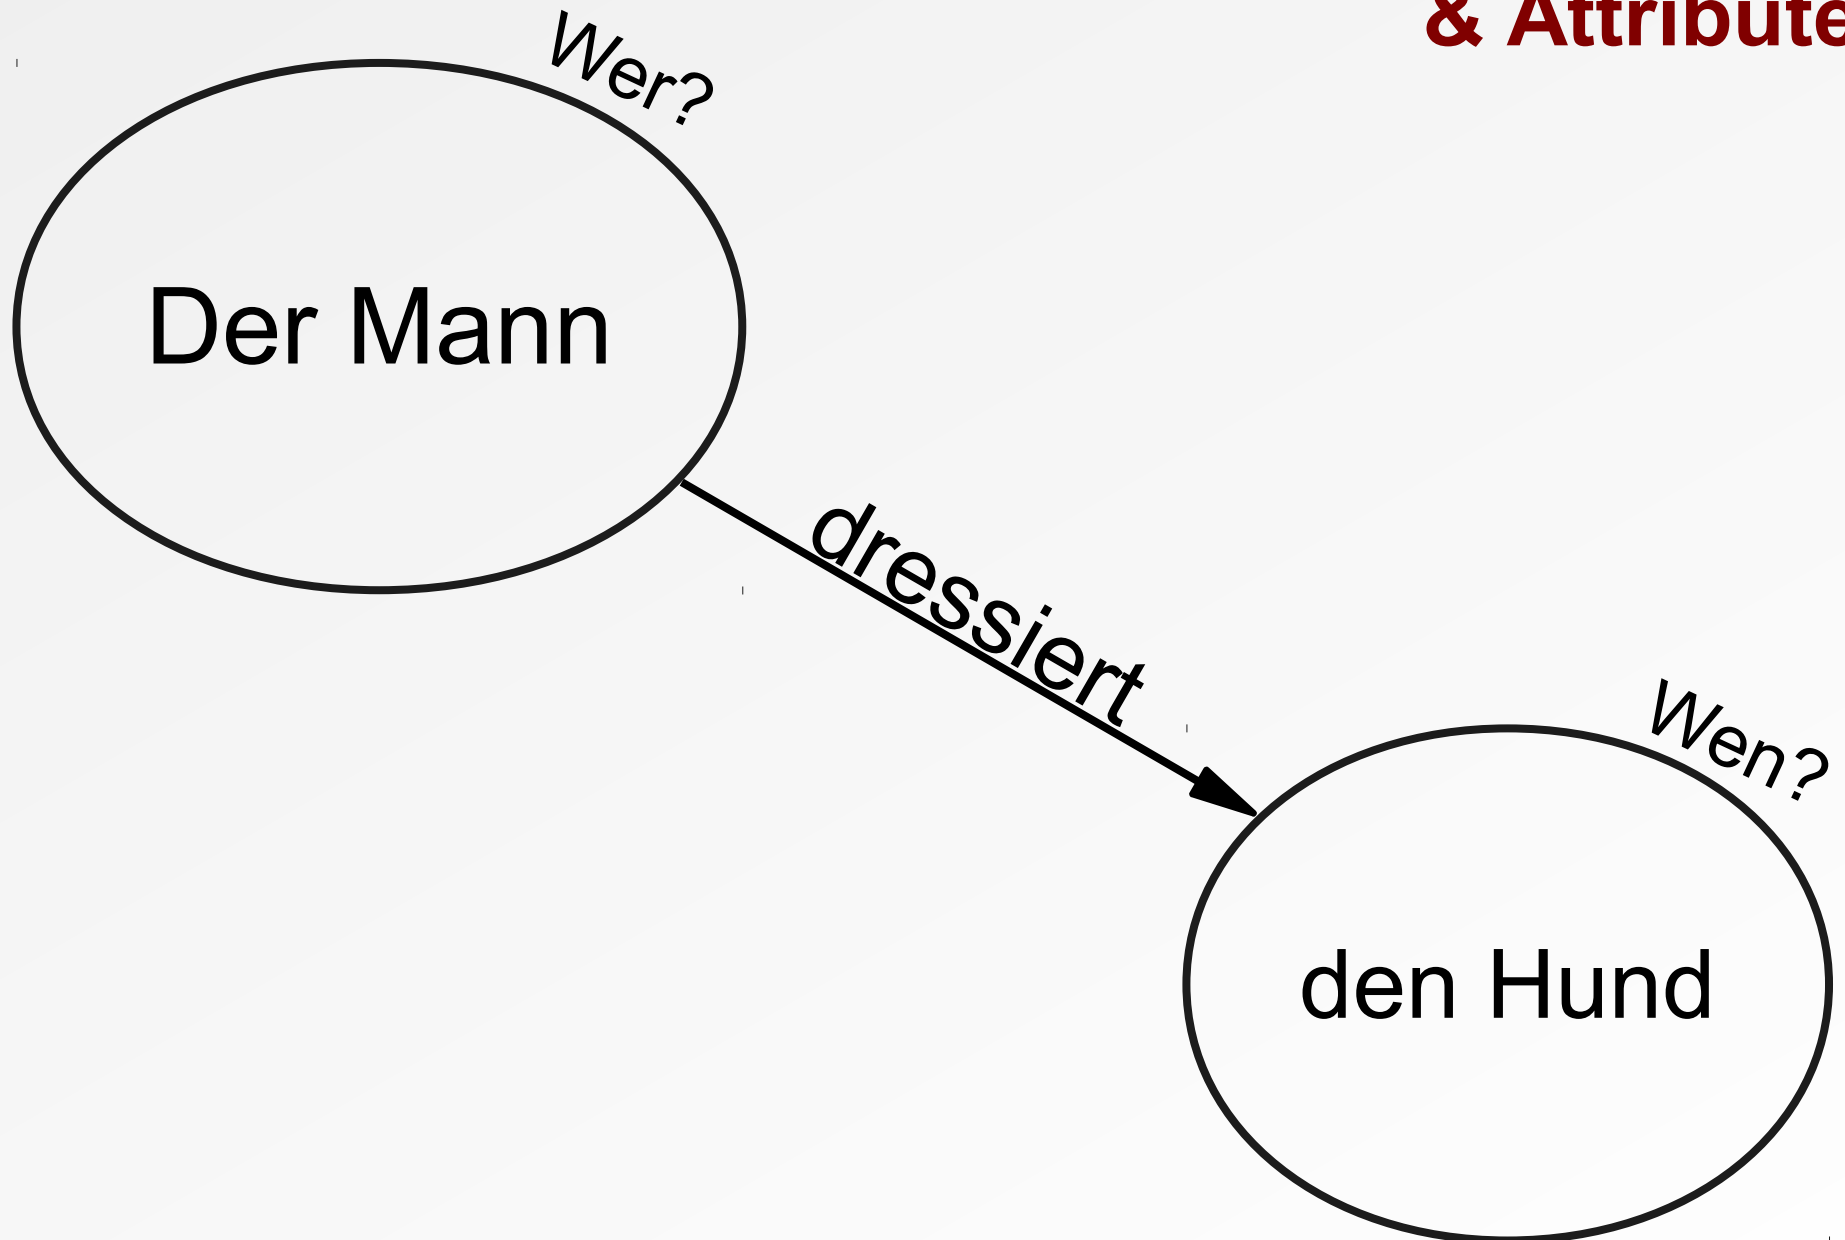 & Attribute
Wer?
Der Mann
dressiert
Wen?
den Hund